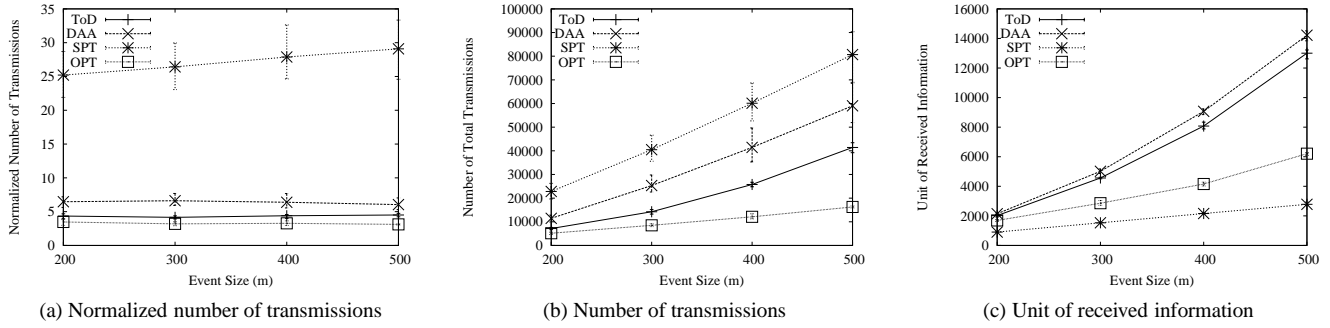 Normalized Number of Transmissions
35
30
25
20
15
10
5
0
ToD
DAA
SPT
OPT
200
300
400
500
Event Size (m)
(a) Normalized number of transmissions
Number of Total Transmissions
100000
90000
80000
70000
60000
50000
40000
30000
20000
10000
0
ToD
DAA
SPT
OPT
200
300
400
500
Event Size (m)
(b) Number of transmissions
Unit of Received Information
16000
14000
12000
10000
8000
6000
4000
2000
0
ToD
DAA
SPT
OPT
200
300
400
500
Event Size (m)
(c) Unit of received information